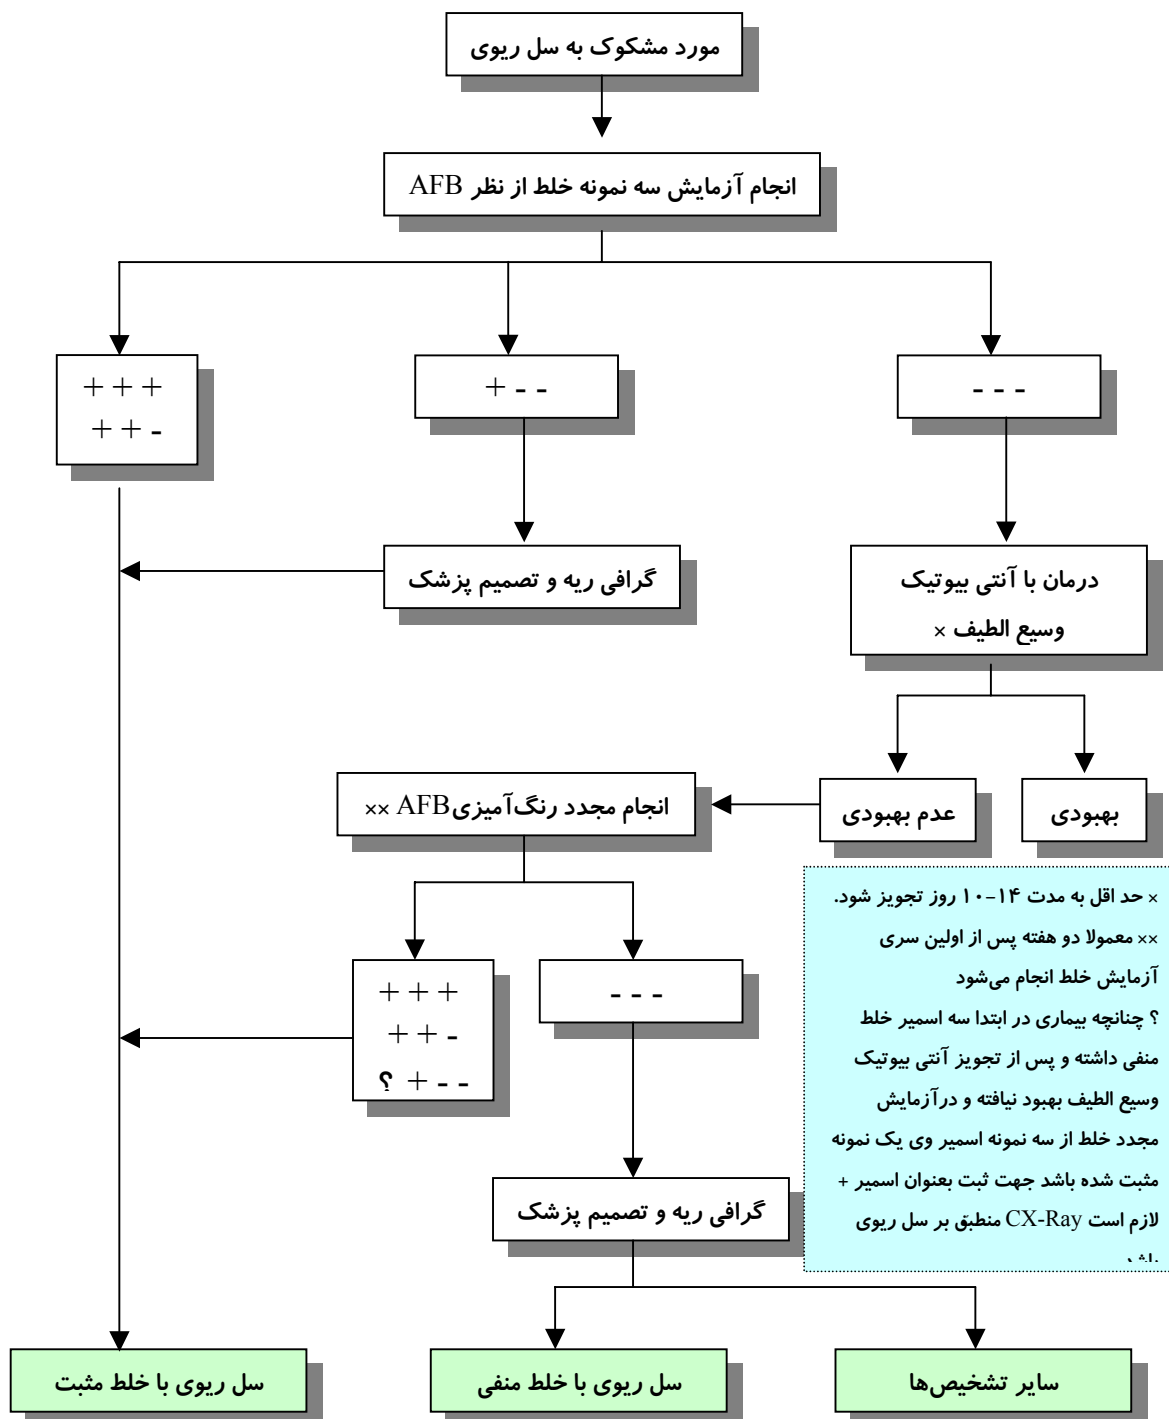 مورد مشکوک به سل ریوی
انجام آزمایش سه نمونه خلط از نظر AFB
+ + +
+ + -
+ - -
- - -
گرافی ریه و تصمیم پزشک
درمان با آنتی بیوتیک
وسیع الطیف ×
انجام مجدد رنگ‌آمیزی AFB ××
عدم بهبودی
بهبودی
+ + +
+ + -
؟ + - -
- - -
× حد اقل به مدت ۱۴-۱۰ روز تجویز شود.
×× معمولا دو هفته پس از اولین سری
آزمایش خلط انجام می‌شود
؟ چنانچه بیماری در ابتدا سه اسمیر خلط
منفی داشته و پس از تجویز آنتی بیوتیک
وسیع الطیف بهبود نیافته و درآزمایش
مجدد خلط از سه نمونه اسمیر وی یک نمونه
مثبت شده باشد جهت ثبت بعنوان اسمیر +
لازم است CX-Ray منطبق بر سل ریوی
باشد
گرافی ریه و تصمیم پزشک
سل ریوی با خلط مثبت
سل ریوی با خلط منفی
سایر تشخیص‌ها